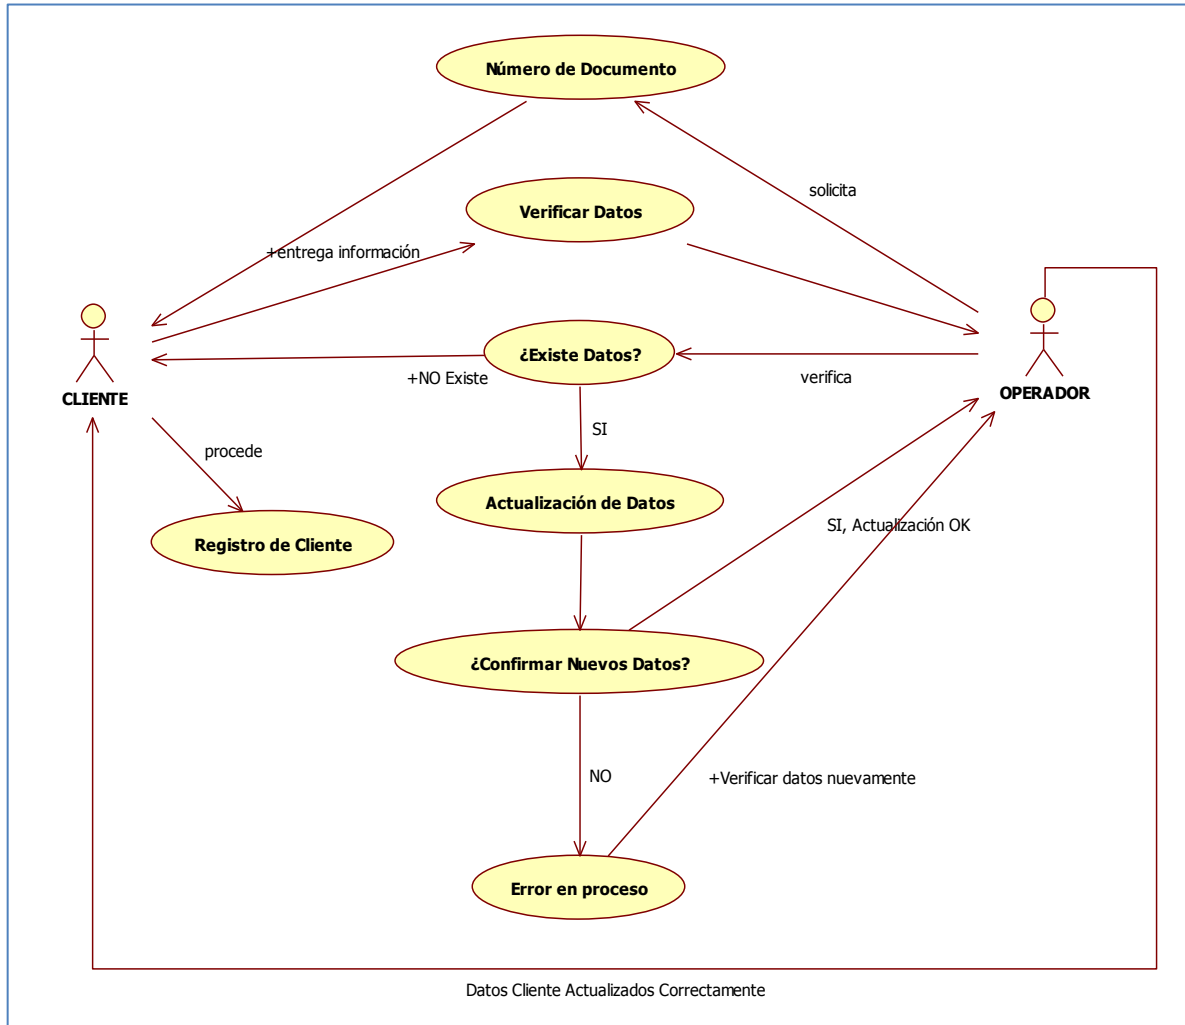 Número de Documento
solicita
Verificar Datos
+entrega información
¿Existe Datos?
+NO Existe
verifica
CLIENTE
OPERADOR
SI
procede
Actualización de Datos
SI, Actualización OK
Registro de Cliente
¿Confirmar Nuevos Datos?
NO
+Verificar datos nuevamente
Error en proceso
Datos Cliente Actualizados Correctamente